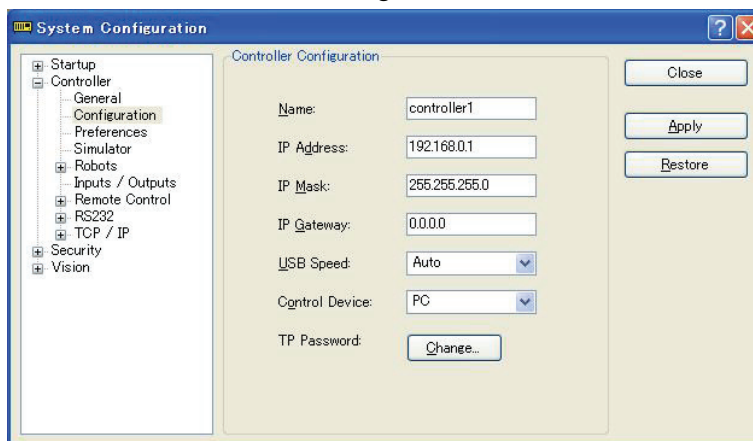 System Configuration
Startup
Controller
General
Configuration
Preferences
Simulator
Robots
Inputs / Outputs
Remote Control
RS232
TCP / IP
Security
Vision
Controller Configuration
Name: controller1
IP Address: 192.168.0.1
IP Mask: 255.255.255.0
IP Gateway: 0.0.0.0
USB Speed: Auto
Control Device: PC
TP Password: Change...
Close
Apply
Restore